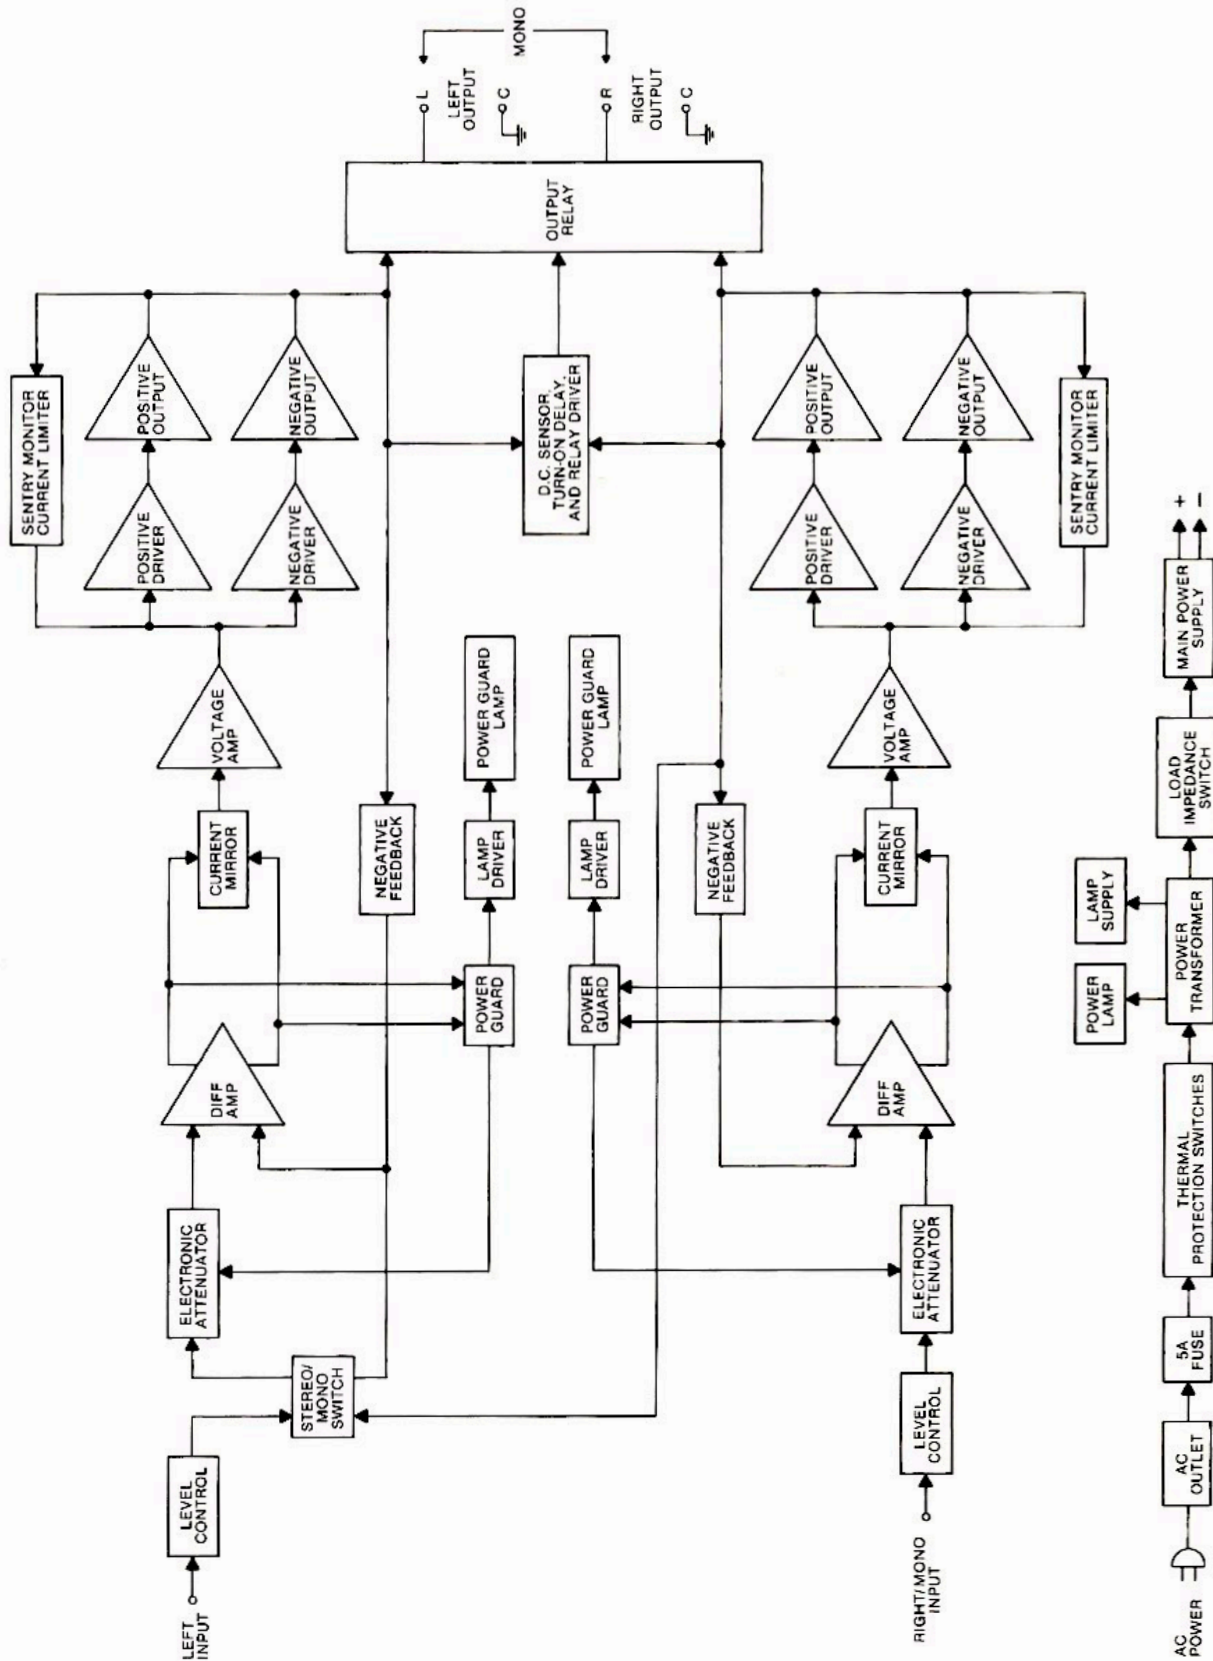 LEFT
INPUT
LEVEL
CONTROL
STEREO/
MONO
SWITCH
ELECTRONIC
ATTENUATOR
DIFF
AMP
CURRENT
MIRROR
VOLTAGE
AMP
SENTRY MONITOR
CURRENT LIMITER
POSITIVE
DRIVER
POSITIVE
OUTPUT
NEGATIVE
DRIVER
NEGATIVE
OUTPUT
NEGATIVE
FEEDBACK
POWER
GUARD
LAMP
DRIVER
POWER GUARD
LAMP
D.C. SENSOR,
TURN-ON DELAY,
AND RELAY DRIVER
OUTPUT
RELAY
L
LEFT
OUTPUT
C
MONO
R
RIGHT
OUTPUT
C
POWER
GUARD
LAMP
DRIVER
POWER GUARD
LAMP
NEGATIVE
FEEDBACK
RIGHT/MONO
INPUT
LEVEL
CONTROL
ELECTRONIC
ATTENUATOR
DIFF
AMP
CURRENT
MIRROR
VOLTAGE
AMP
POSITIVE
DRIVER
POSITIVE
OUTPUT
NEGATIVE
DRIVER
NEGATIVE
OUTPUT
SENTRY MONITOR
CURRENT LIMITER
AC
POWER
AC
OUTLET
5A
FUSE
THERMAL
PROTECTION SWITCHES
POWER
TRANSFORMER
POWER
LAMP
LAMP
SUPPLY
LOAD
IMPEDANCE
SWITCH
MAIN POWER
SUPPLY
+
−